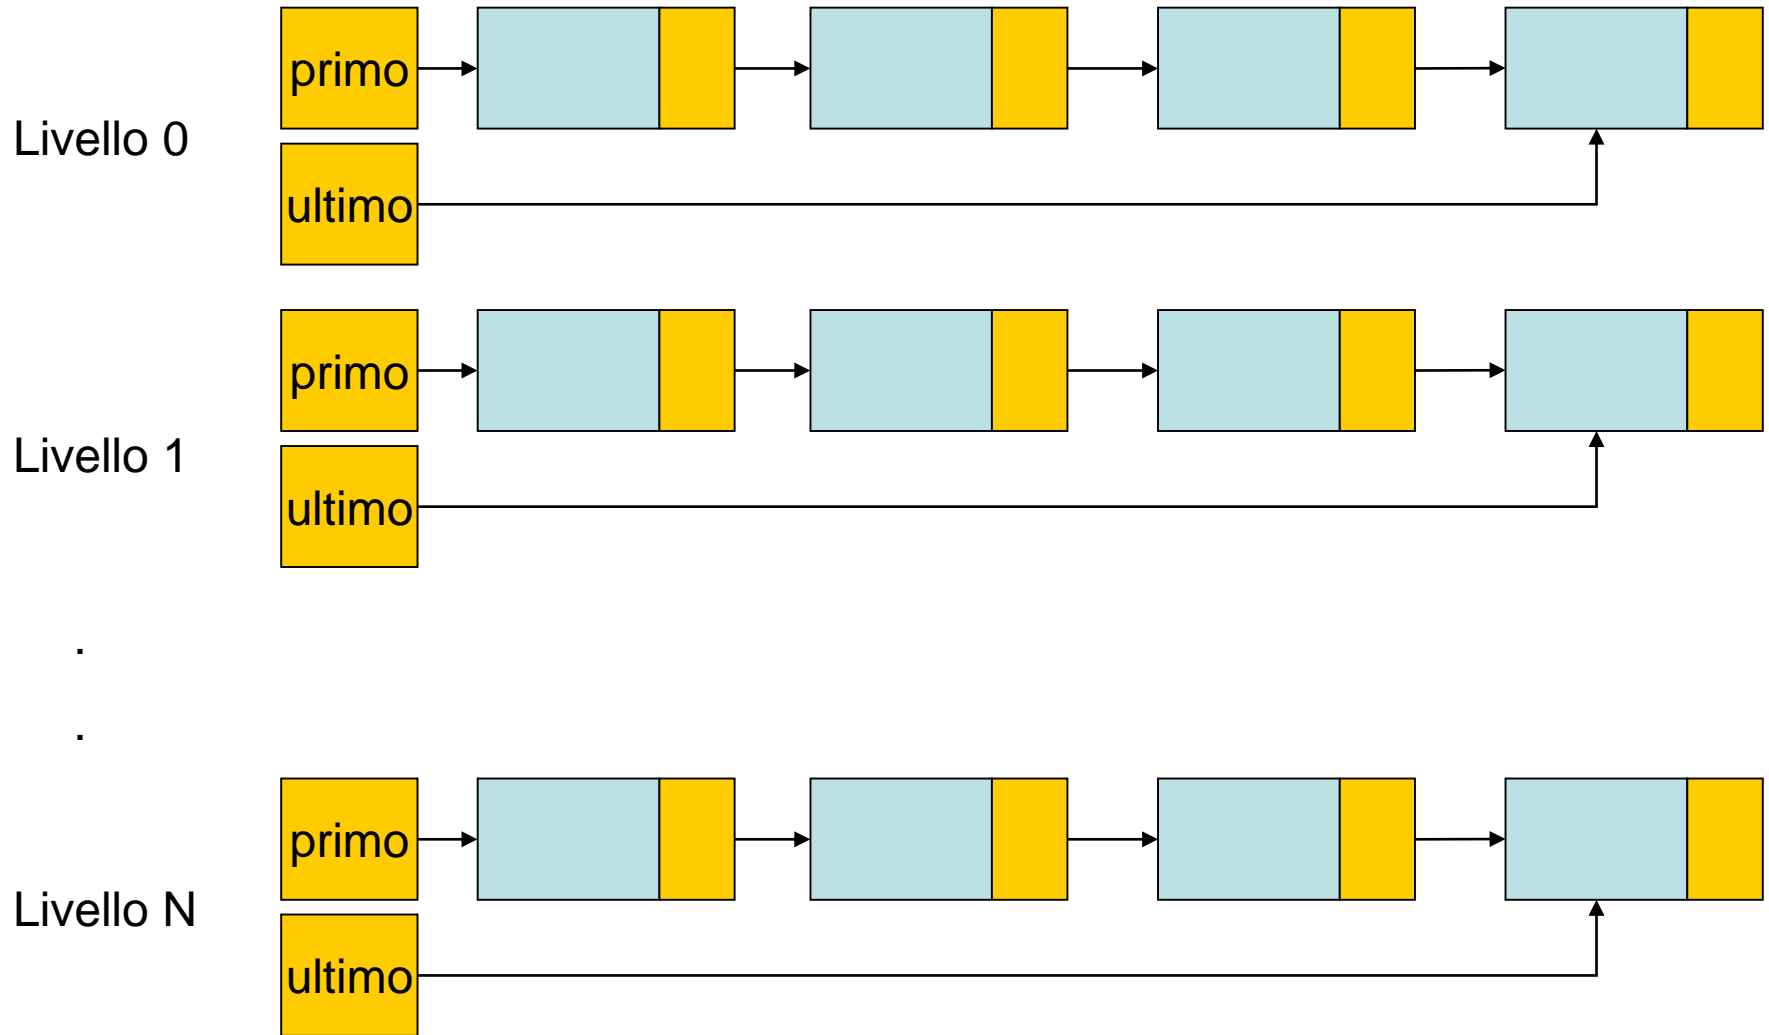 primo
Livello 0
ultimo
primo
Livello 1
ultimo
.
.
primo
Livello N
ultimo